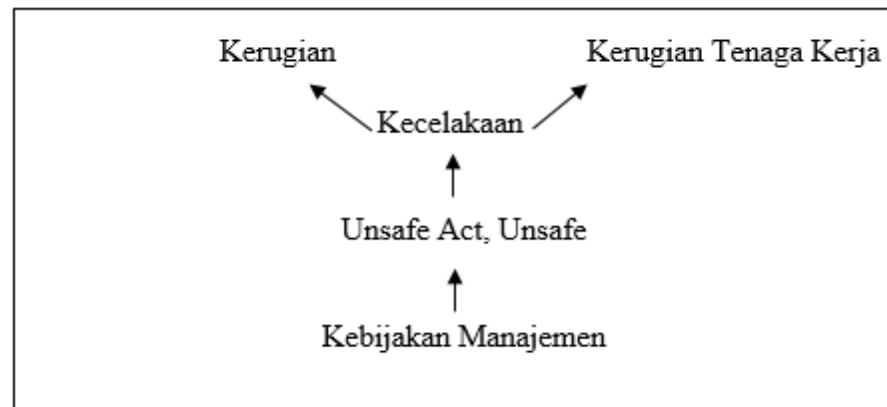 Kerugian
Kerugian Tenaga Kerja
Kecelakaan
Unsafe Act, Unsafe
Kebijakan Manajemen